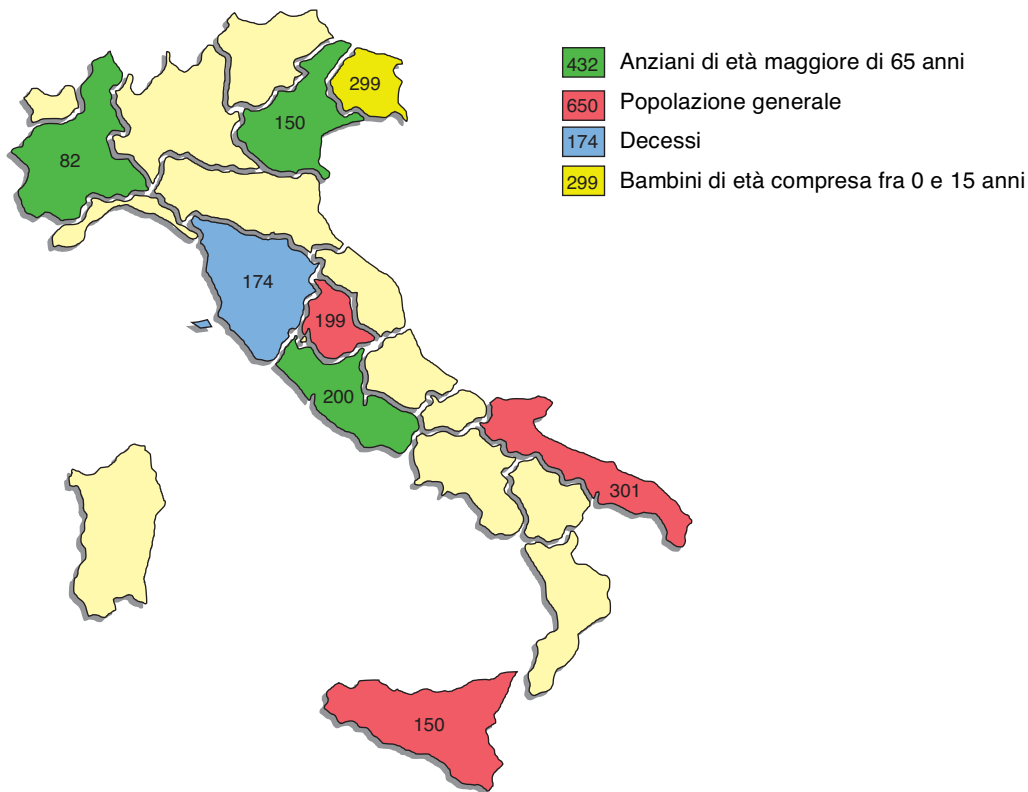 432 Anziani di età maggiore di 65 anni
650 Popolazione generale
174 Decessi
299 Bambini di età compresa fra 0 e 15 anni
299
150
82
174
199
200
301
150